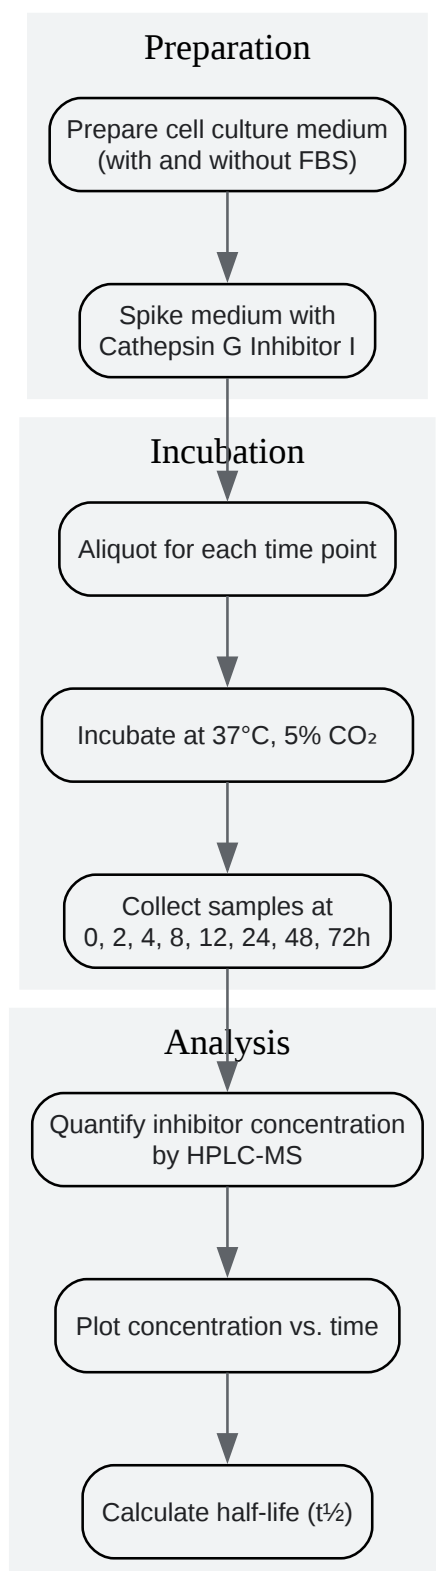 Preparation
Prepare cell culture medium
(with and without FBS)
Spike medium with
Cathepsin G Inhibitor I
Incubation
Aliquot for each time point
Incubate at 37°C, 5% CO₂
Collect samples at
0, 2, 4, 8, 12, 24, 48, 72h
Analysis
Quantify inhibitor concentration
by HPLC-MS
Plot concentration vs. time
Calculate half-life (t½)